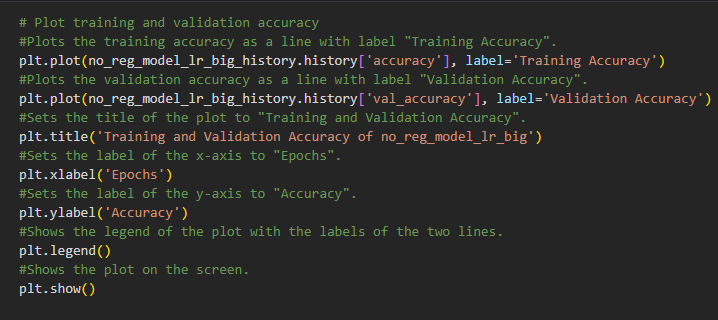 # Plot training and validation accuracy
#Plots the training accuracy as a line with label "Training Accuracy".
plt.plot(no_reg_model_lr_big_history.history['accuracy'], label='Training Accuracy')
#Plots the validation accuracy as a line with label "Validation Accuracy".
plt.plot(no_reg_model_lr_big_history.history['val_accuracy'], label='Validation Accuracy')
#Sets the title of the plot to "Training and Validation Accuracy".
plt.title('Training and Validation Accuracy of no_reg_model_lr_big')
#Sets the label of the x-axis to "Epochs".
plt.xlabel('Epochs')
#Sets the label of the y-axis to "Accuracy".
plt.ylabel('Accuracy')
#Shows the legend of the plot with the labels of the two lines.
plt.legend()
#Shows the plot on the screen.
plt.show()